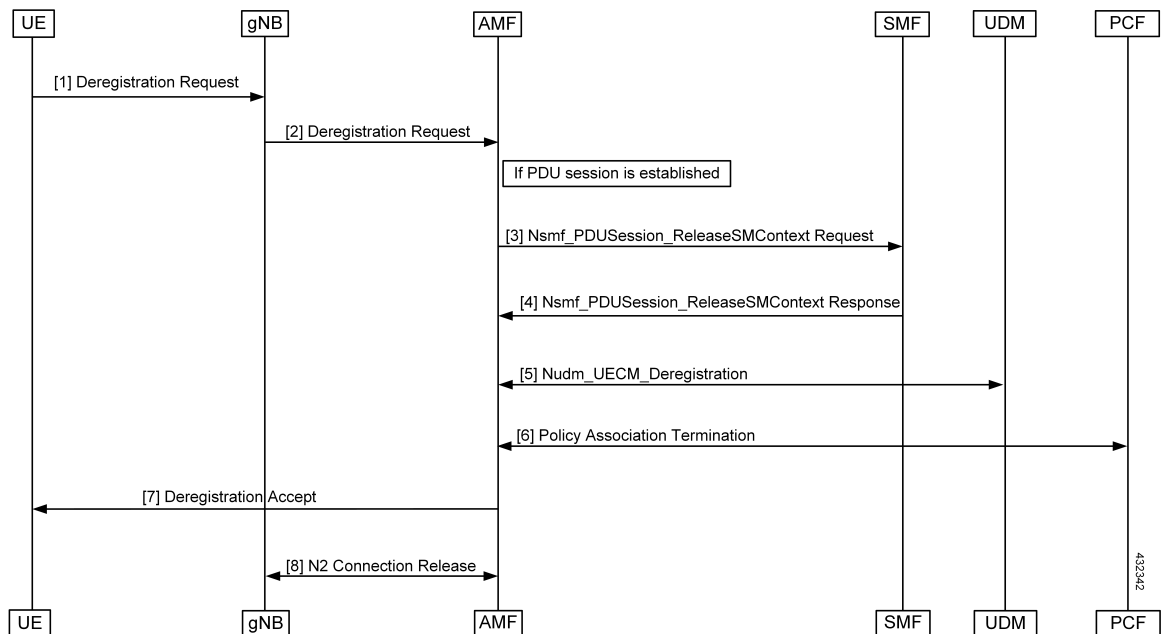 UE
gNB
AMF
SMF
UDM
PCF
[1] Deregistration Request
[2] Deregistration Request
If PDU session is established
[3] Nsmf_PDUSession_ReleaseSMContext Request
[4] Nsmf_PDUSession_ReleaseSMContext Response
[5] Nudm_UECM_Deregistration
[6] Policy Association Termination
[7] Deregistration Accept
[8] N2 Connection Release
432342
UE
gNB
AMF
SMF
UDM
PCF